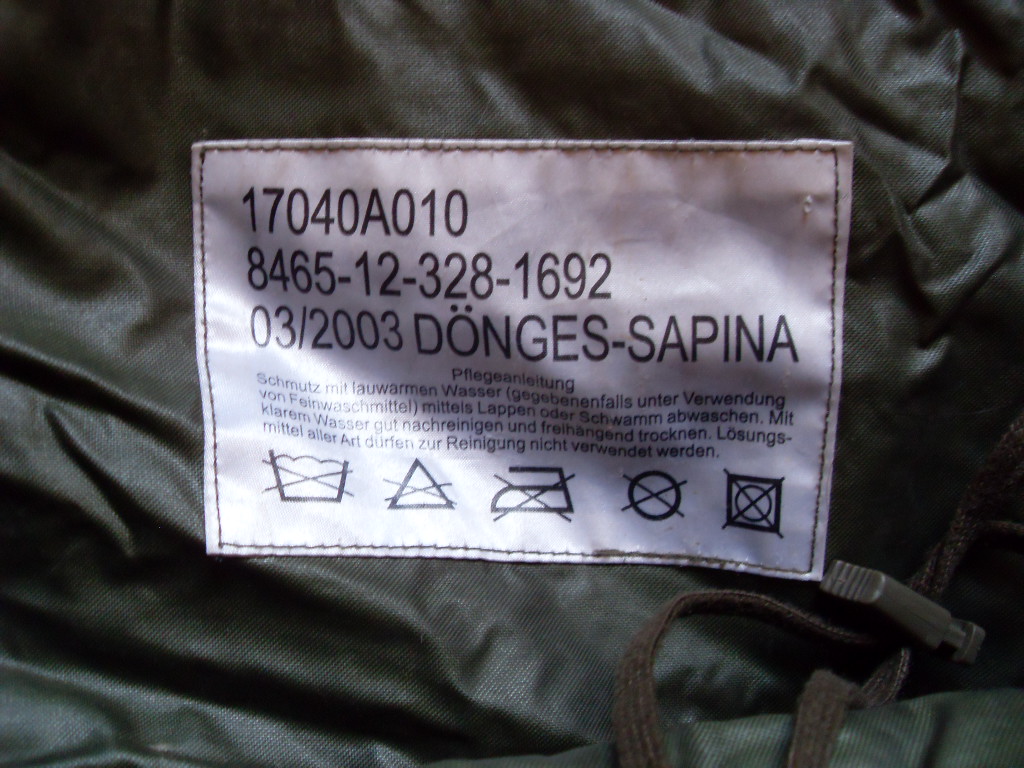 17040A010
8465-12-328-1692
03/2003 DÖNGES-SAPINA
Pflegeanleitung
Schmutz mit lauwarmen Wasser (gegebenenfalls unter Verwendung
von Feinwaschmittel) mittels Lappen oder Schwamm abwaschen. Mit
klarem Wasser gut nachreinigen und freihängend trocknen. Lösungs-
mittel aller Art dürfen zur Reinigung nicht verwendet werden.